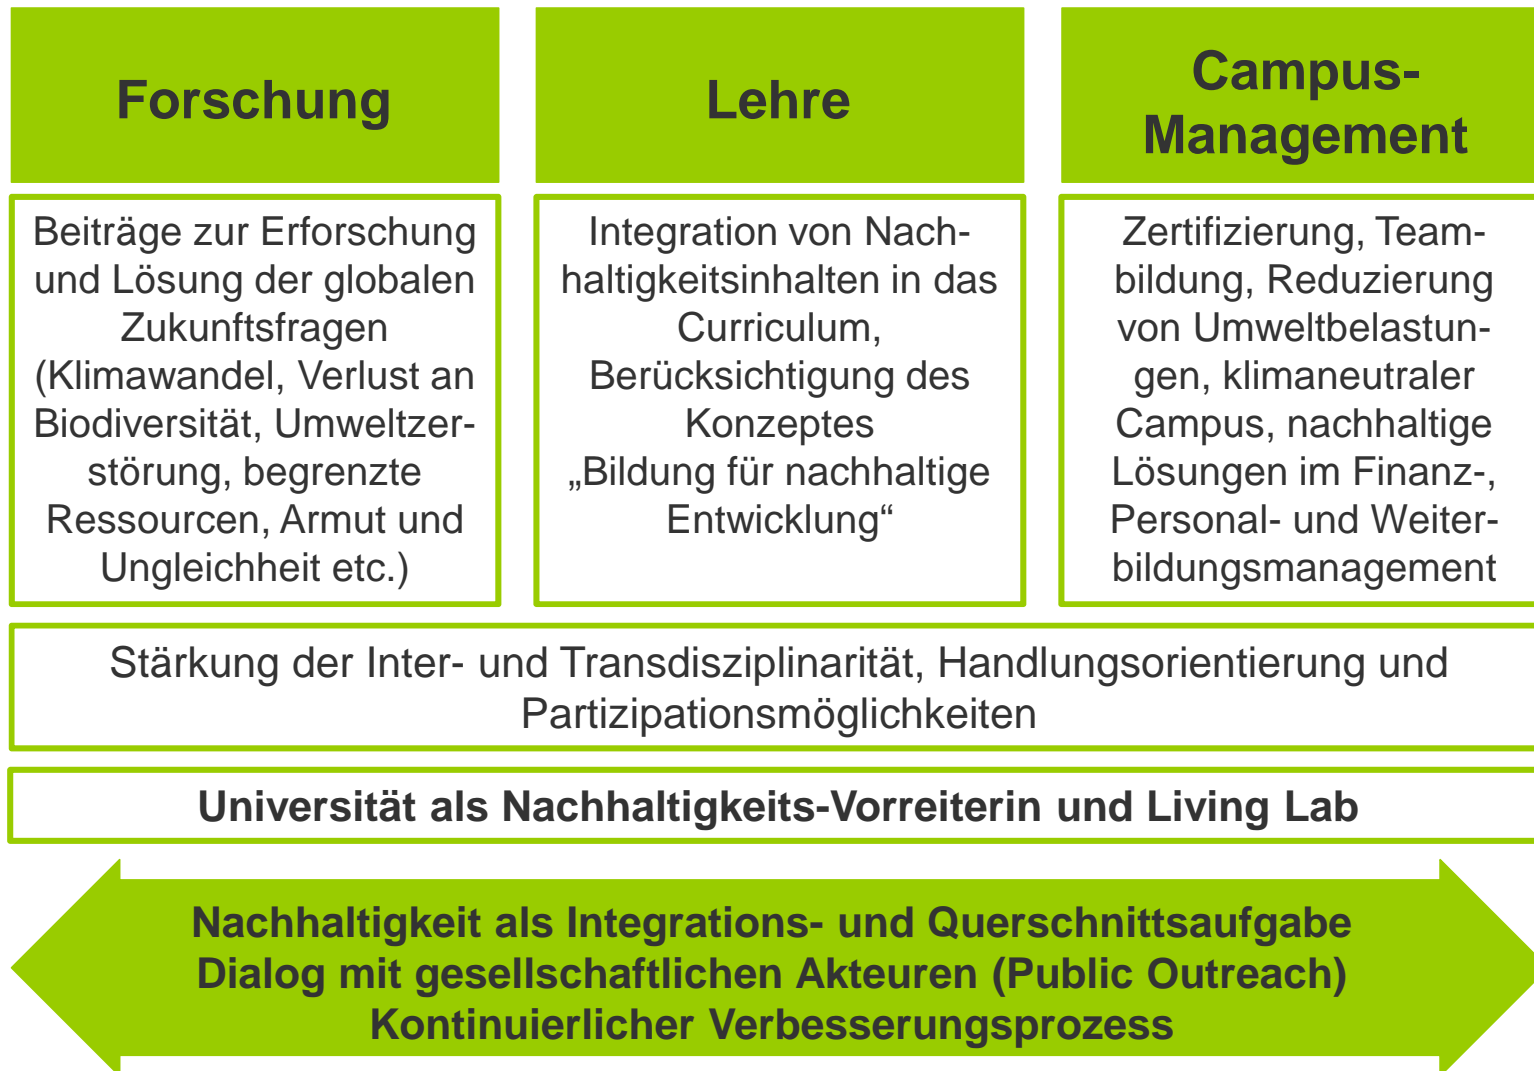 Forschung
Beiträge zur Erforschung
und Lösung der globalen
Zukunftsfragen
(Klimawandel, Verlust an
Biodiversität, Umweltzer-
störung, begrenzte
Ressourcen, Armut und
Ungleichheit etc.)
Lehre
Integration von Nach-
haltigkeitsinhalten in das
Curriculum,
Berücksichtigung des
Konzeptes
„Bildung für nachhaltige
Entwicklung“
Campus-
Management
Zertifizierung, Team-
bildung, Reduzierung
von Umweltbelastun-
gen, klimaneutraler
Campus, nachhaltige
Lösungen im Finanz-,
Personal- und Weiter-
bildungsmanagement
Stärkung der Inter- und Transdisziplinarität, Handlungsorientierung und
Partizipationsmöglichkeiten
Universität als Nachhaltigkeits-Vorreiterin und Living Lab
Nachhaltigkeit als Integrations- und Querschnittsaufgabe
Dialog mit gesellschaftlichen Akteuren (Public Outreach)
Kontinuierlicher Verbesserungsprozess